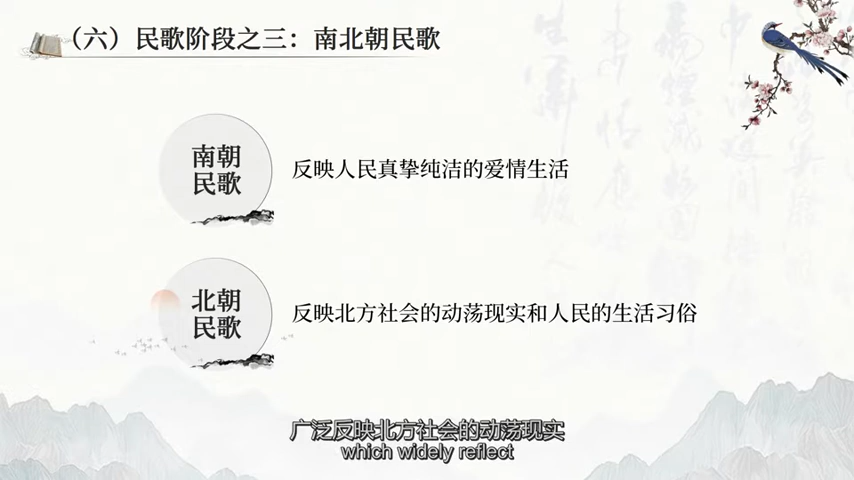 （六）民歌阶段之三：南北朝民歌
南朝
民歌
反映人民真挚纯洁的爱情生活
北朝
民歌
反映北方社会的动荡现实和人民的生活习俗
广泛反映北方社会的动荡现实
which widely reflect